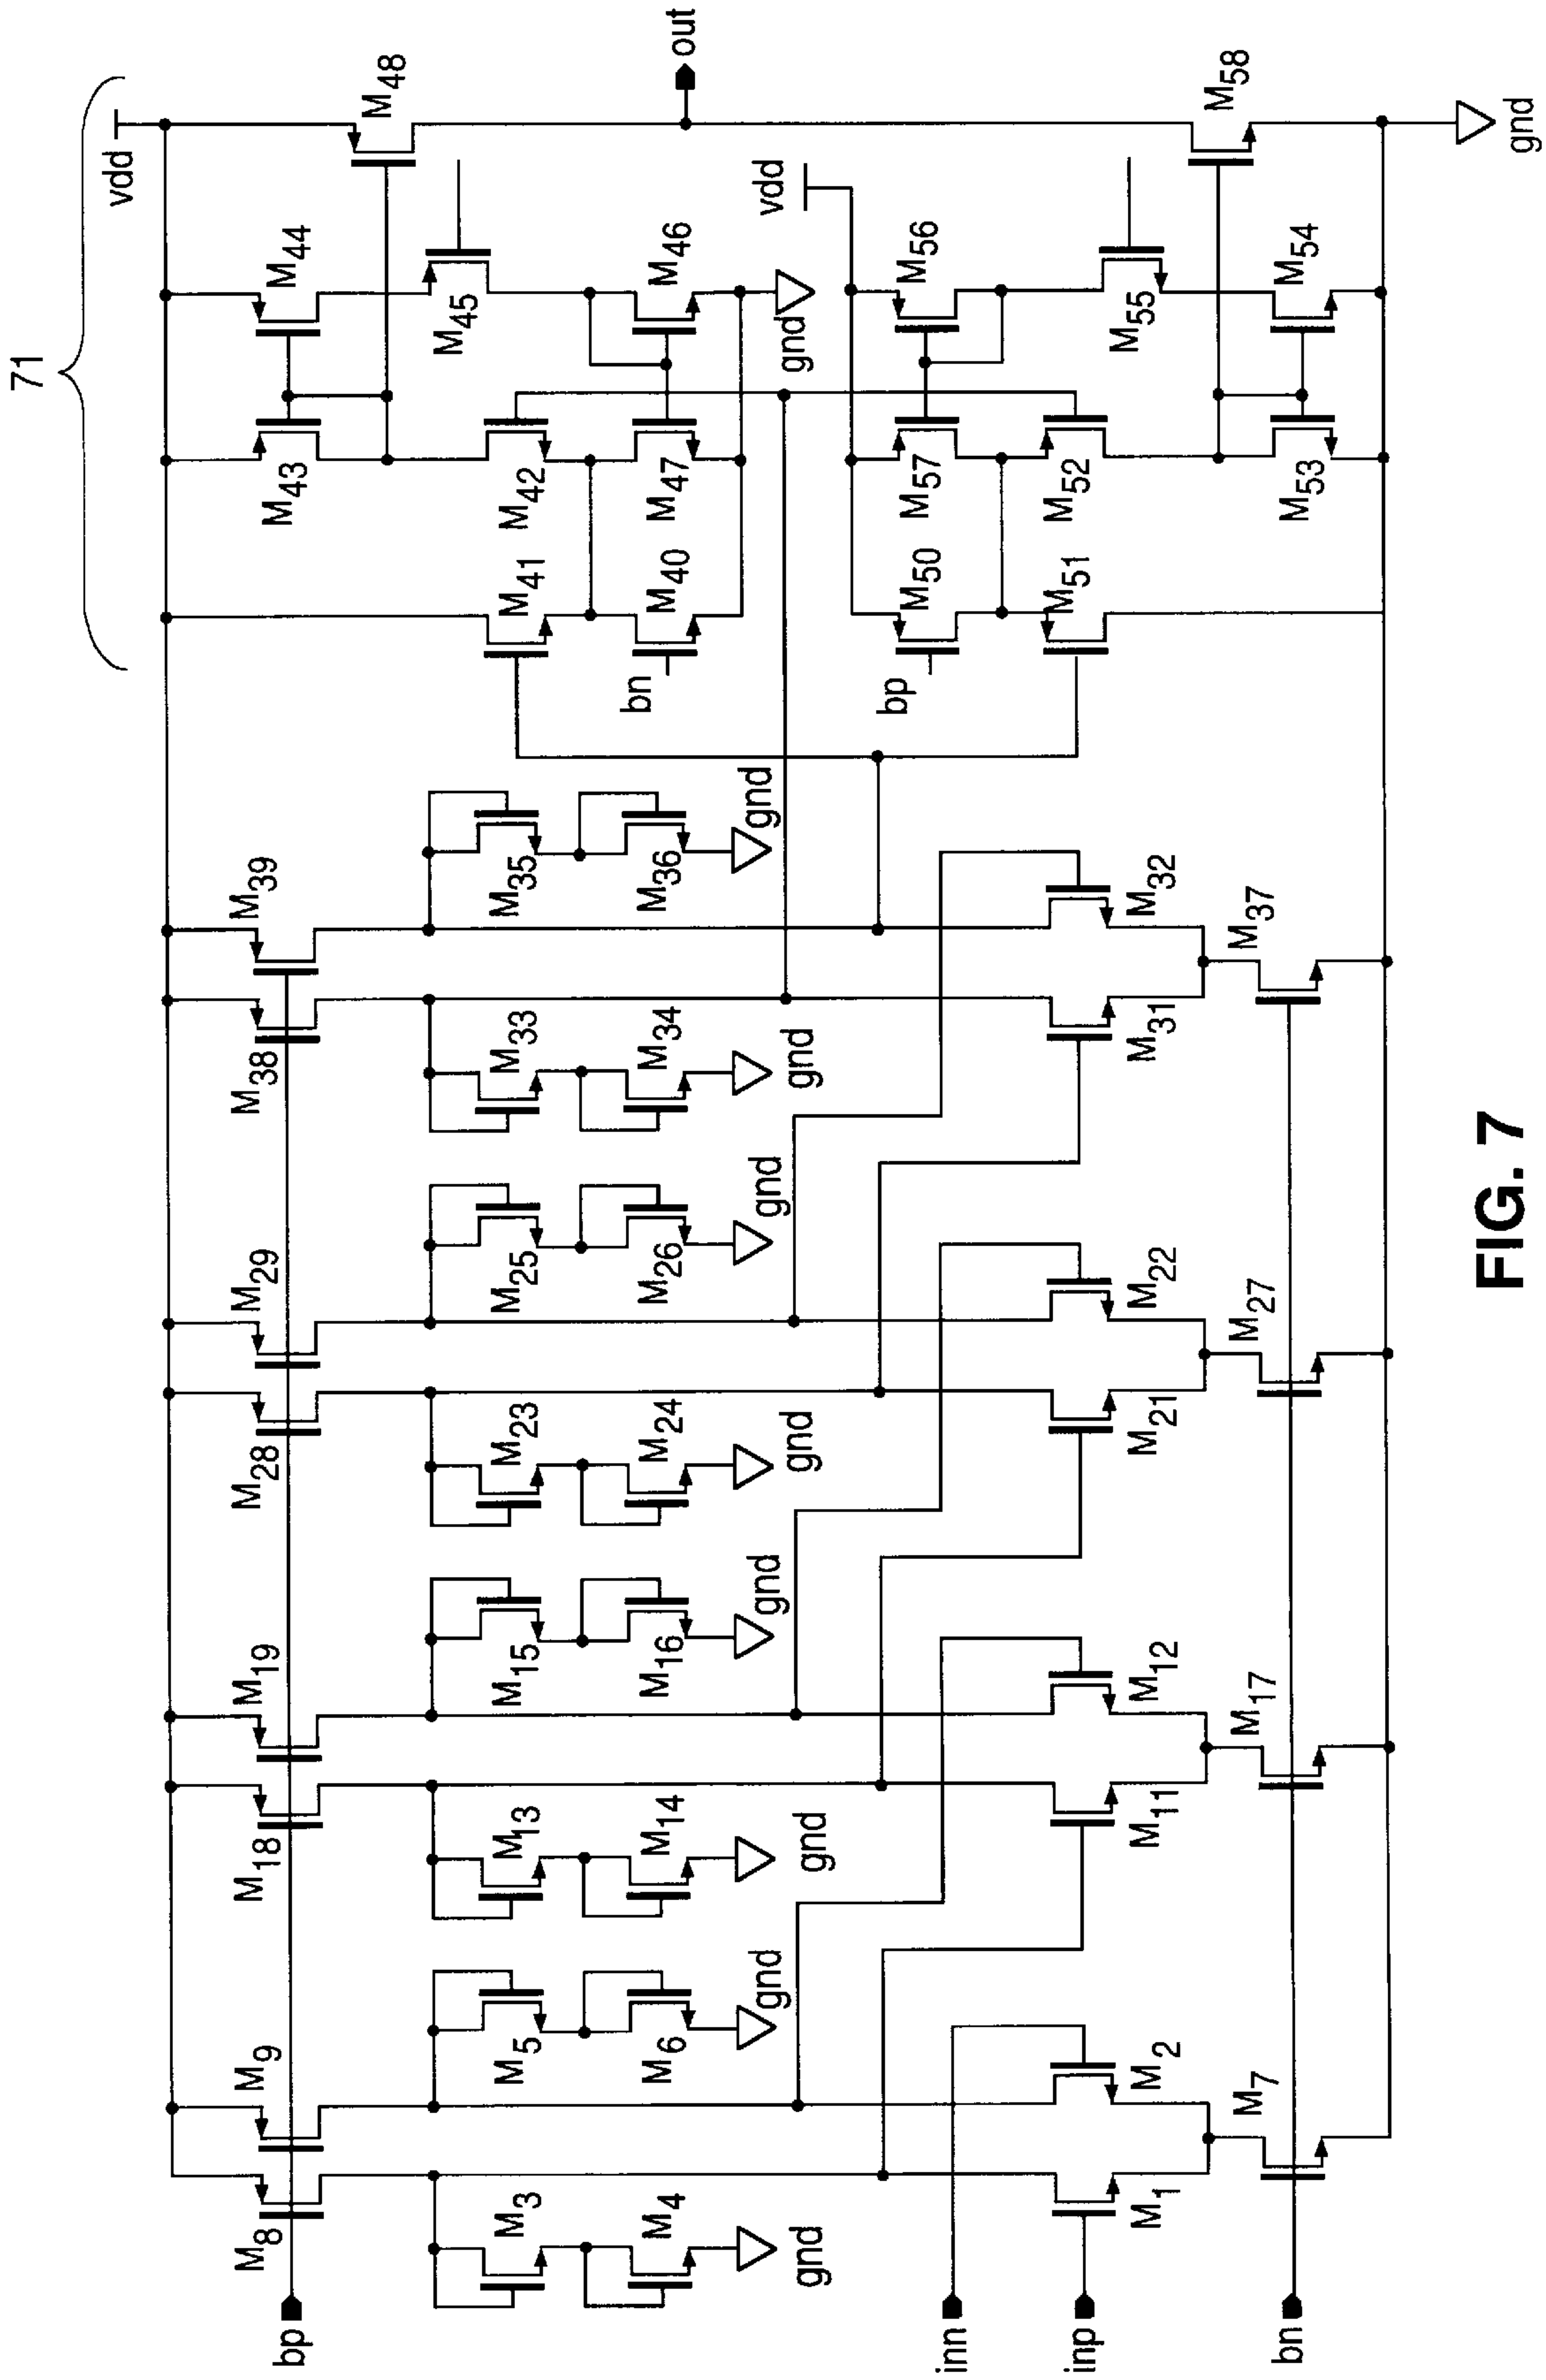 71
vdd
M48
out
M58
gnd
M44
M45
M46
gnd
vdd
M56
M55
M54
M43
M42
M47
M57
M52
M53
M41
M40
bn
M50
bp
M51
M39
M35
M36
gnd
M32
M37
M38
M33
M34
gnd
M31
M29
M25
M26
gnd
M22
M27
M28
M23
M24
gnd
M21
M19
M15
M16
gnd
M12
M17
M18
M13
M14
gnd
M11
M9
M5
M6
gnd
M2
M7
M8
M3
M4
gnd
M1
bp
inn
inp
bn
FIG. 7